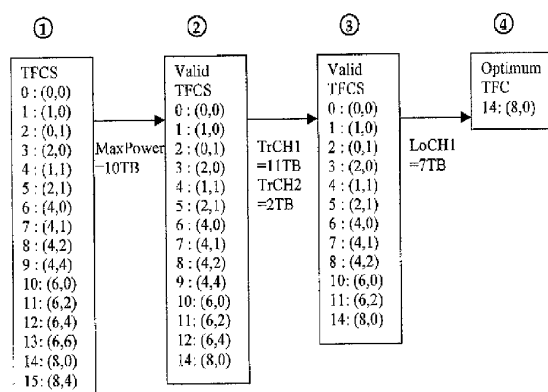 ①
②
③
④
TFCS
0 : (0,0)
1 : (1,0)
2 : (0,1)
3 : (2,0)
4 : (1,1)
5 : (2,1)
6 : (4,0)
7 : (4,1)
8 : (4,2)
9 : (4,4)
10: (6,0)
11: (6,2)
12: (6,4)
13: (6,6)
14: (8,0)
15: (8,4)
MaxPower
=10TB
Valid
TFCS
0 : (0,0)
1 : (1,0)
2 : (0,1)
3 : (2,0)
4 : (1,1)
5 : (2,1)
6 : (4,0)
7 : (4,1)
8 : (4,2)
9 : (4,4)
10: (6,0)
11: (6,2)
12: (6,4)
14: (8,0)
TrCH1
=11TB
TrCH2
=2TB
Valid
TFCS
0 : (0,0)
1 : (1,0)
2 : (0,1)
3 : (2,0)
4 : (1,1)
5 : (2,1)
6 : (4,0)
7 : (4,1)
8 : (4,2)
10: (6,0)
11: (6,2)
14: (8,0)
LoCH1
=7TB
Optimum
TFC
14: (8,0)